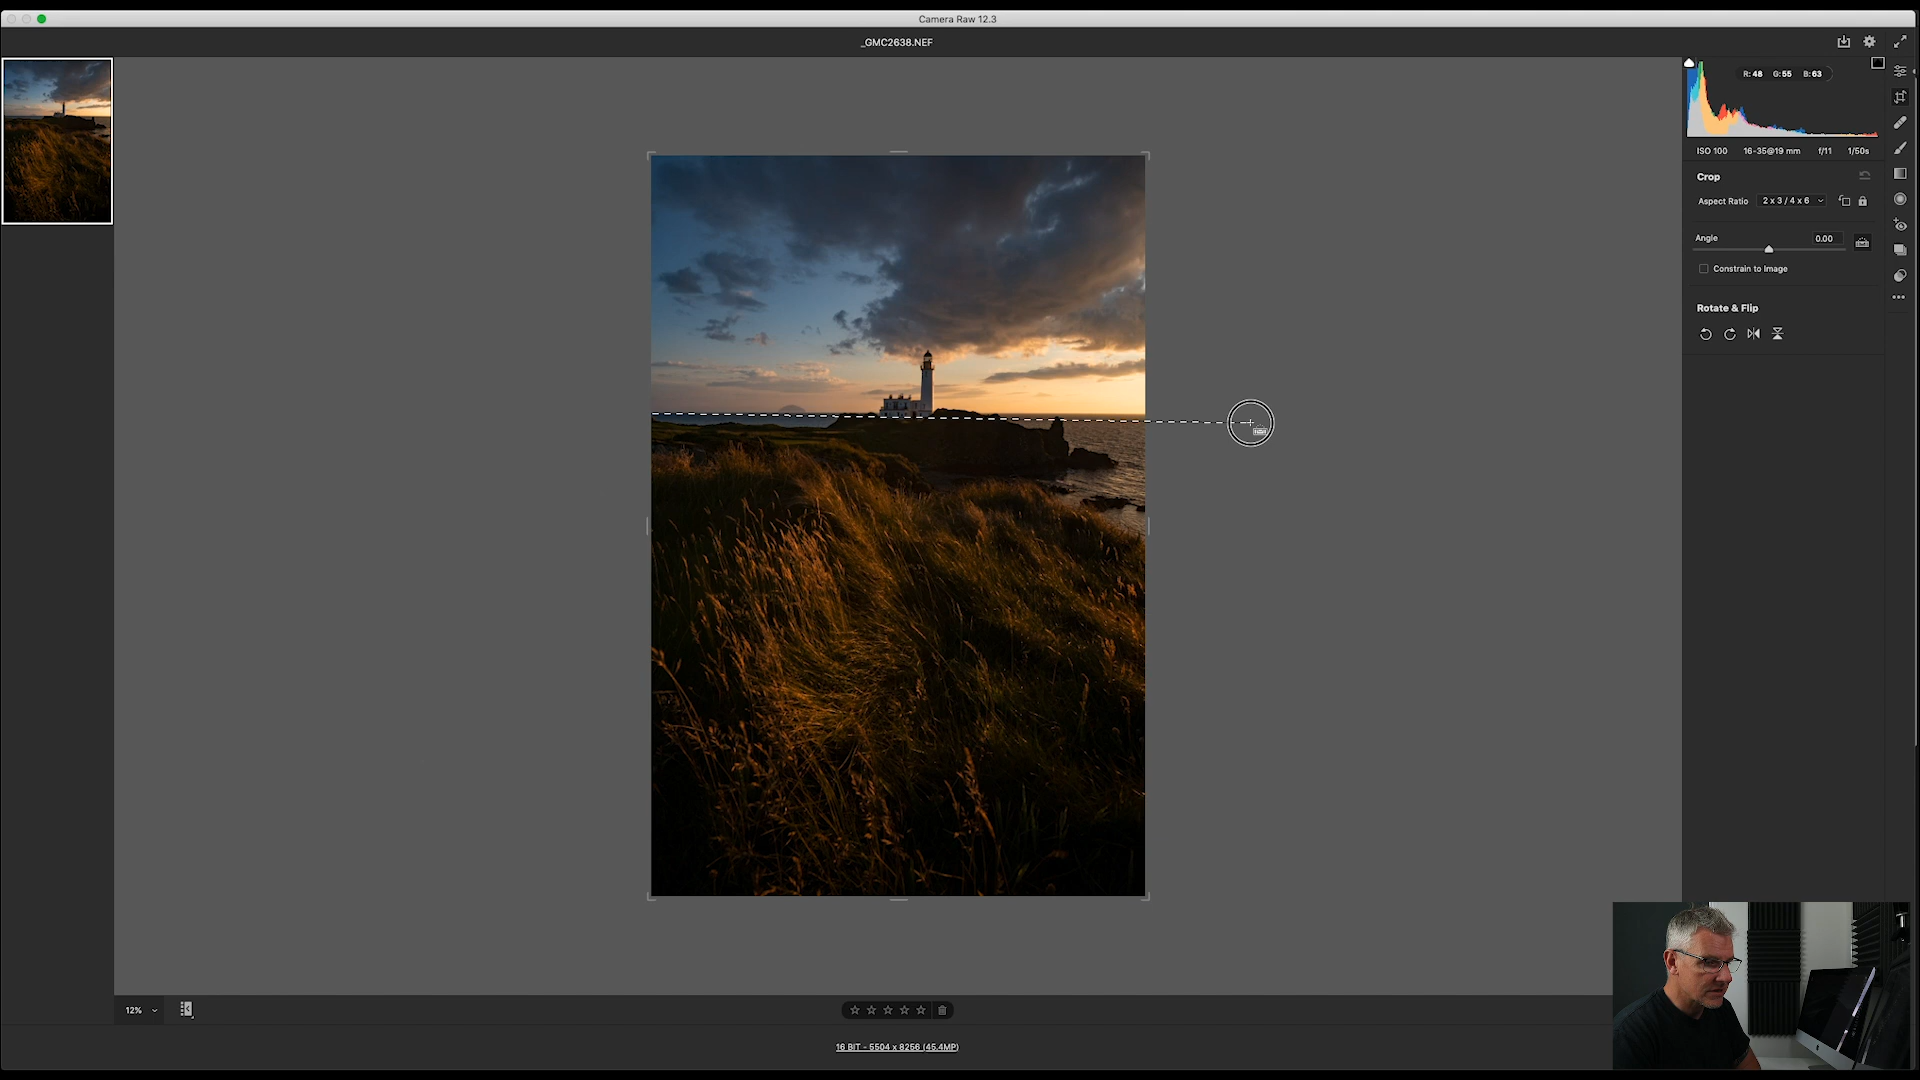 Camera Raw 12.3
_GMC2638.NEF
R: 48 G: 55 B: 63
ISO 100 16-35@19 mm f/11 1/50s
Crop
Aspect Ratio 2 x 3 / 4 x 6
Angle 0.00
Constrain to Image
Rotate & Flip
12%
16 BIT - 5504 x 8256 (45.4MP)